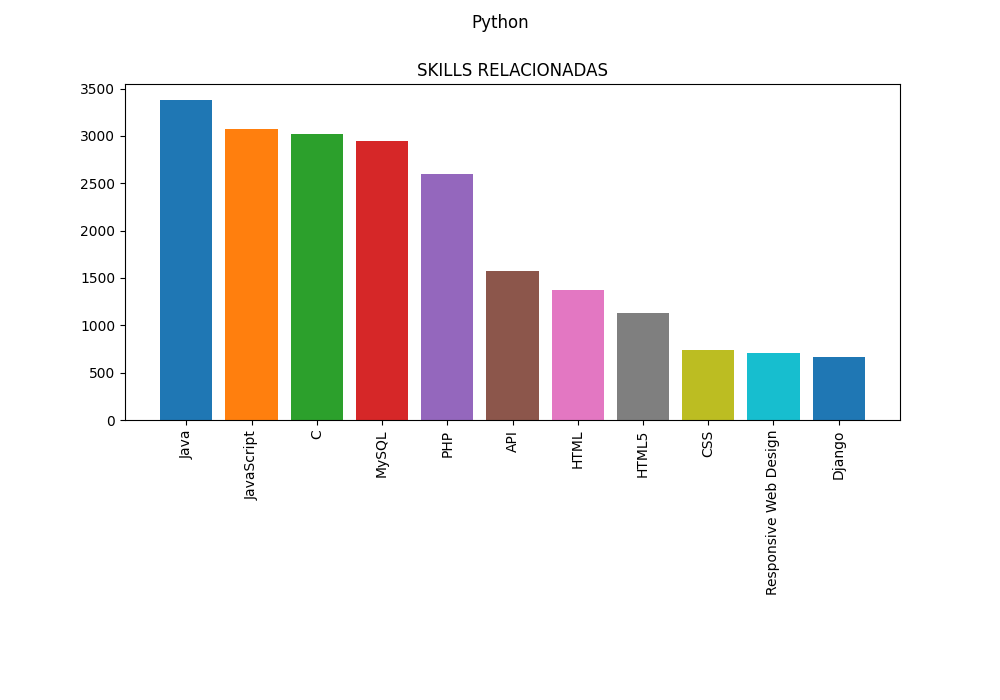 Python
SKILLS RELACIONADAS
3500
3000
2500
2000
1500
1000
500
0
Java
JavaScript
C
MySQL
PHP
API
HTML
HTML5
CSS
Responsive Web Design
Django